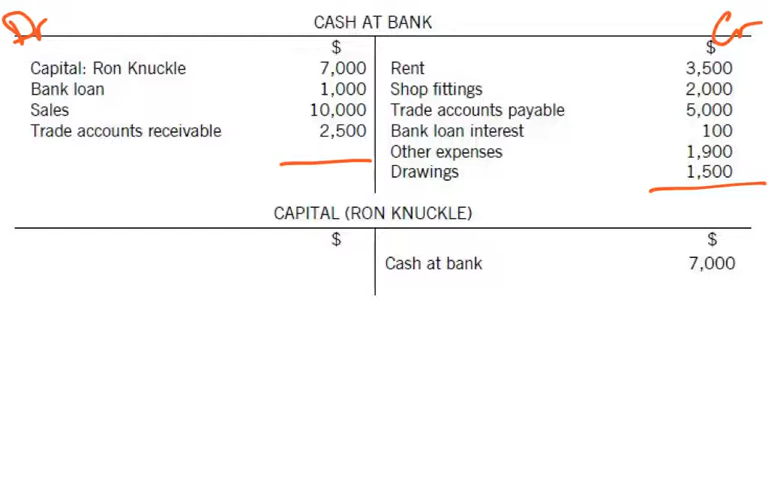 Dr CASH AT BANK Cr
$ $
Capital: Ron Knuckle 7,000 Rent 3,500
Bank loan 1,000 Shop fittings 2,000
Sales 10,000 Trade accounts payable 5,000
Trade accounts receivable 2,500 Bank loan interest 100
Other expenses 1,900
Drawings 1,500
CAPITAL (RON KNUCKLE)
$ $
Cash at bank 7,000